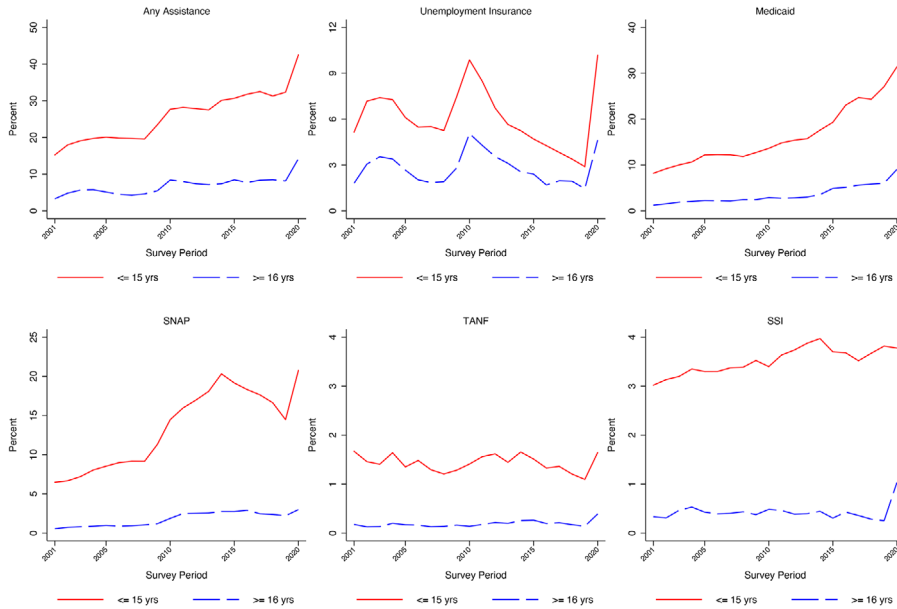 Any Assistance
Percent
50
40
30
20
10
0
2001
2005
2010
2015
2020
Survey Period
<= 15 yrs
>= 16 yrs
Unemployment Insurance
Percent
12
9
6
3
0
2001
2005
2010
2015
2020
Survey Period
<= 15 yrs
>= 16 yrs
Medicaid
Percent
40
30
20
10
0
2001
2005
2010
2015
2020
Survey Period
<= 15 yrs
>= 16 yrs
SNAP
Percent
25
20
15
10
5
0
2001
2005
2010
2015
2020
Survey Period
<= 15 yrs
>= 16 yrs
TANF
Percent
4
3
2
1
0
2001
2005
2010
2015
2020
Survey Period
<= 15 yrs
>= 16 yrs
SSI
Percent
4
3
2
1
0
2001
2005
2010
2015
2020
Survey Period
<= 15 yrs
>= 16 yrs